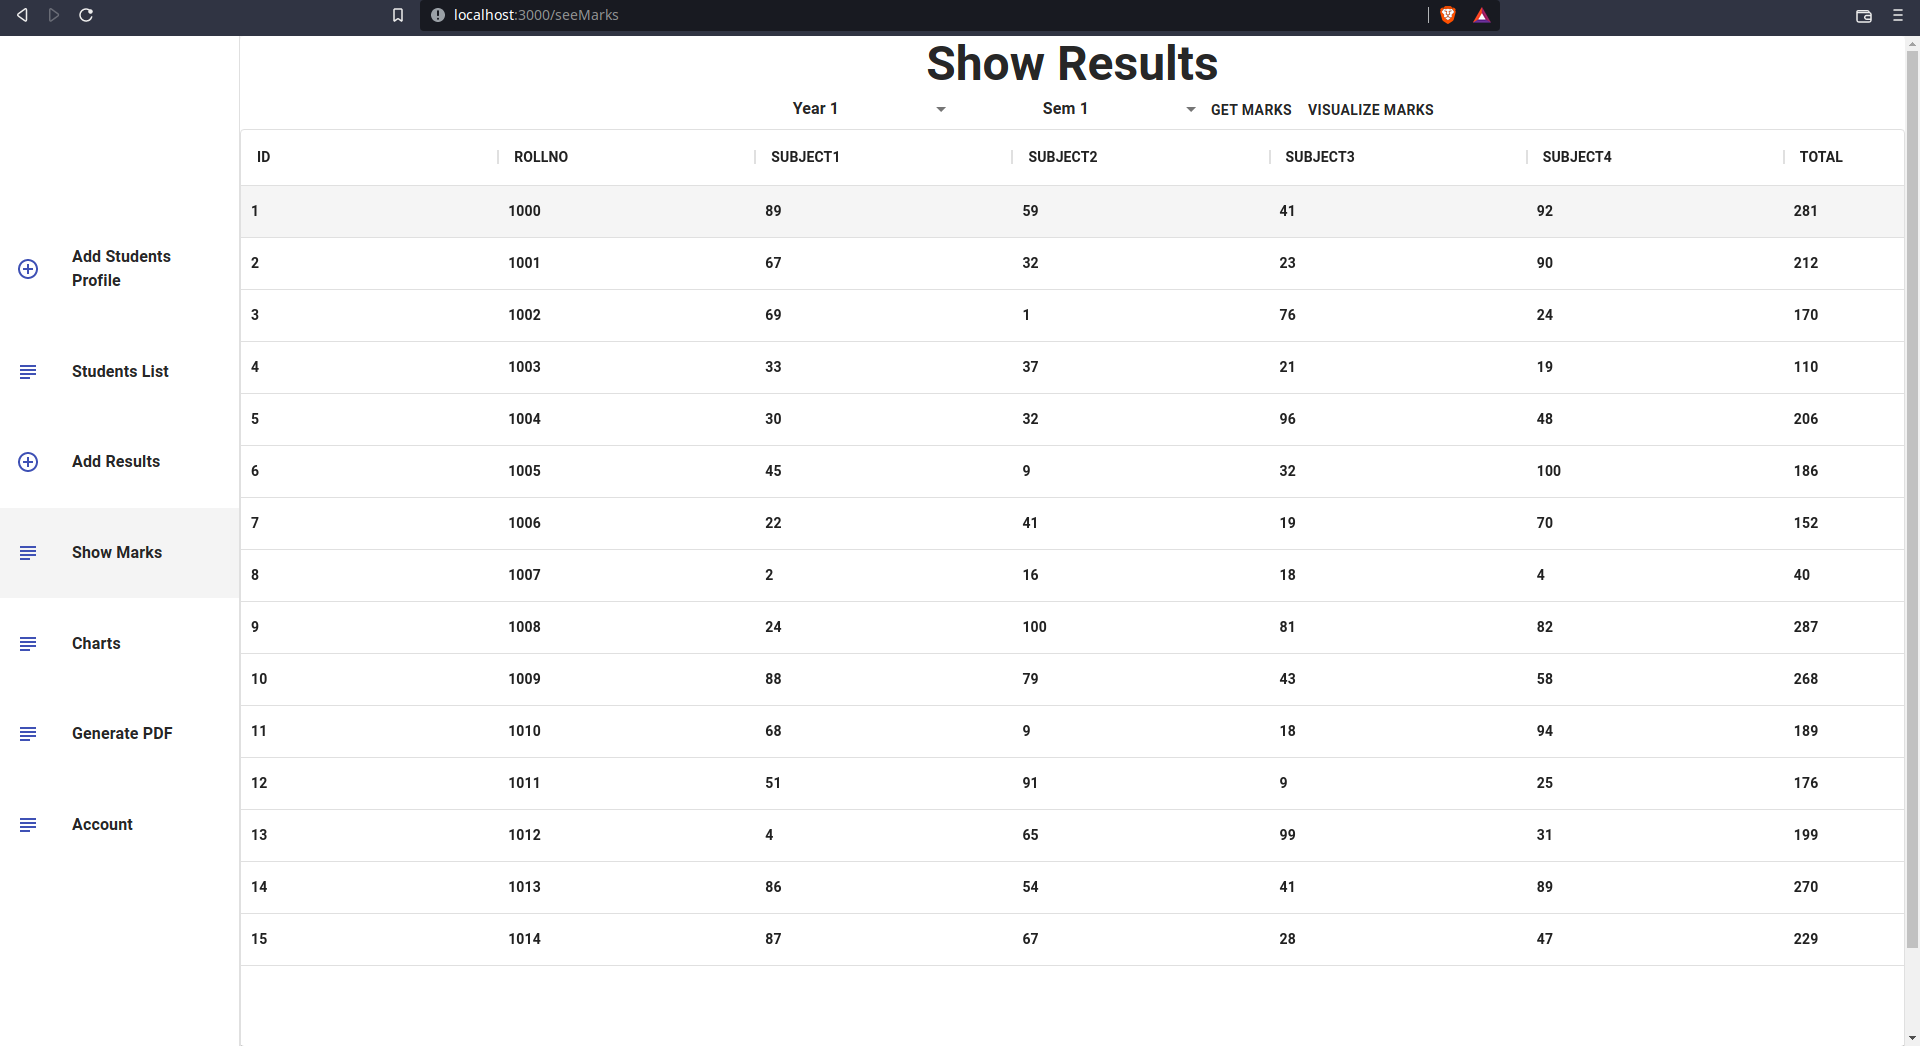 localhost:3000/seeMarks
Show Results
Year 1 Sem 1 GET MARKS VISUALIZE MARKS
ID ROLLNO SUBJECT1 SUBJECT2 SUBJECT3 SUBJECT4 TOTAL
1 1000 89 59 41 92 281
2 1001 67 32 23 90 212
3 1002 69 1 76 24 170
4 1003 33 37 21 19 110
5 1004 30 32 96 48 206
6 1005 45 9 32 100 186
7 1006 22 41 19 70 152
8 1007 2 16 18 4 40
9 1008 24 100 81 82 287
10 1009 88 79 43 58 268
11 1010 68 9 18 94 189
12 1011 51 91 9 25 176
13 1012 4 65 99 31 199
14 1013 86 54 41 89 270
15 1014 87 67 28 47 229
Add Students
Profile
Students List
Add Results
Show Marks
Charts
Generate PDF
Account